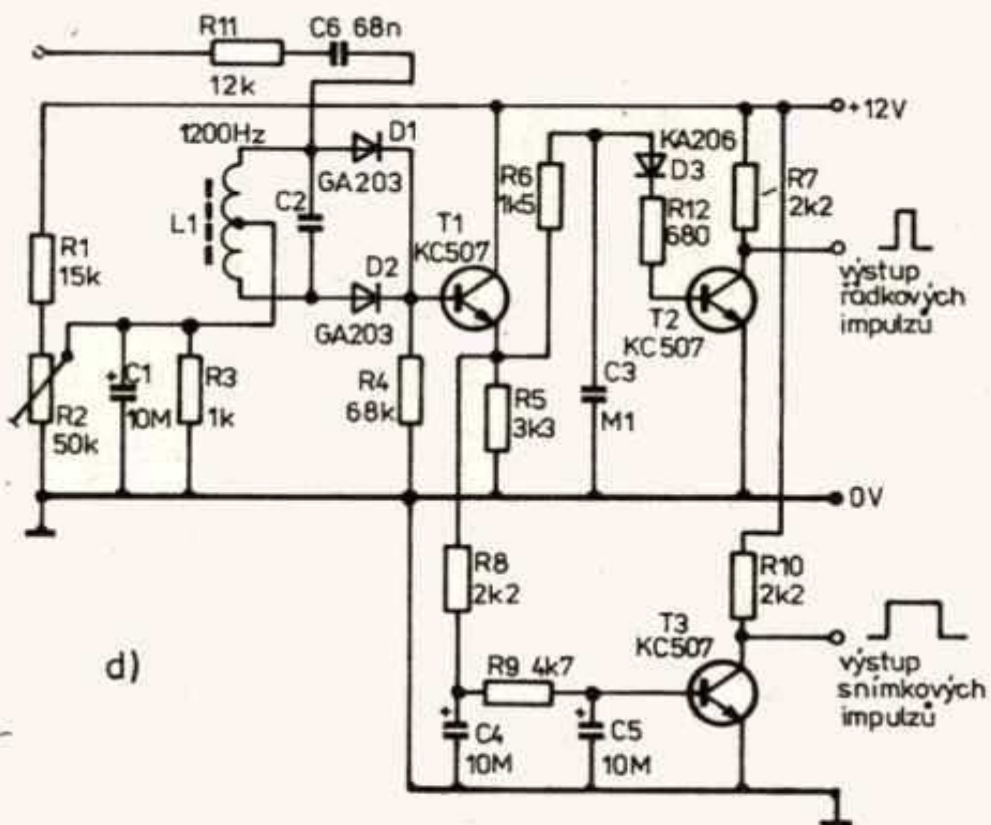 R11
C6 68n
12k
+12V
1200Hz
D1
GA203
C2
L1
D2
GA203
T1
KC507
R6
1k5
KA206
D3
R12
680
R7
2k2
T2
KC507
výstup
řádkových
impulzů
R1
15k
R2
50k
+
C1
10M
R3
1k
R4
68k
R5
3k3
C3
M1
0V
R8
2k2
R9 4k7
+
C4
10M
+
C5
10M
T3
KC507
R10
2k2
výstup
snímkových
impulzů
d)